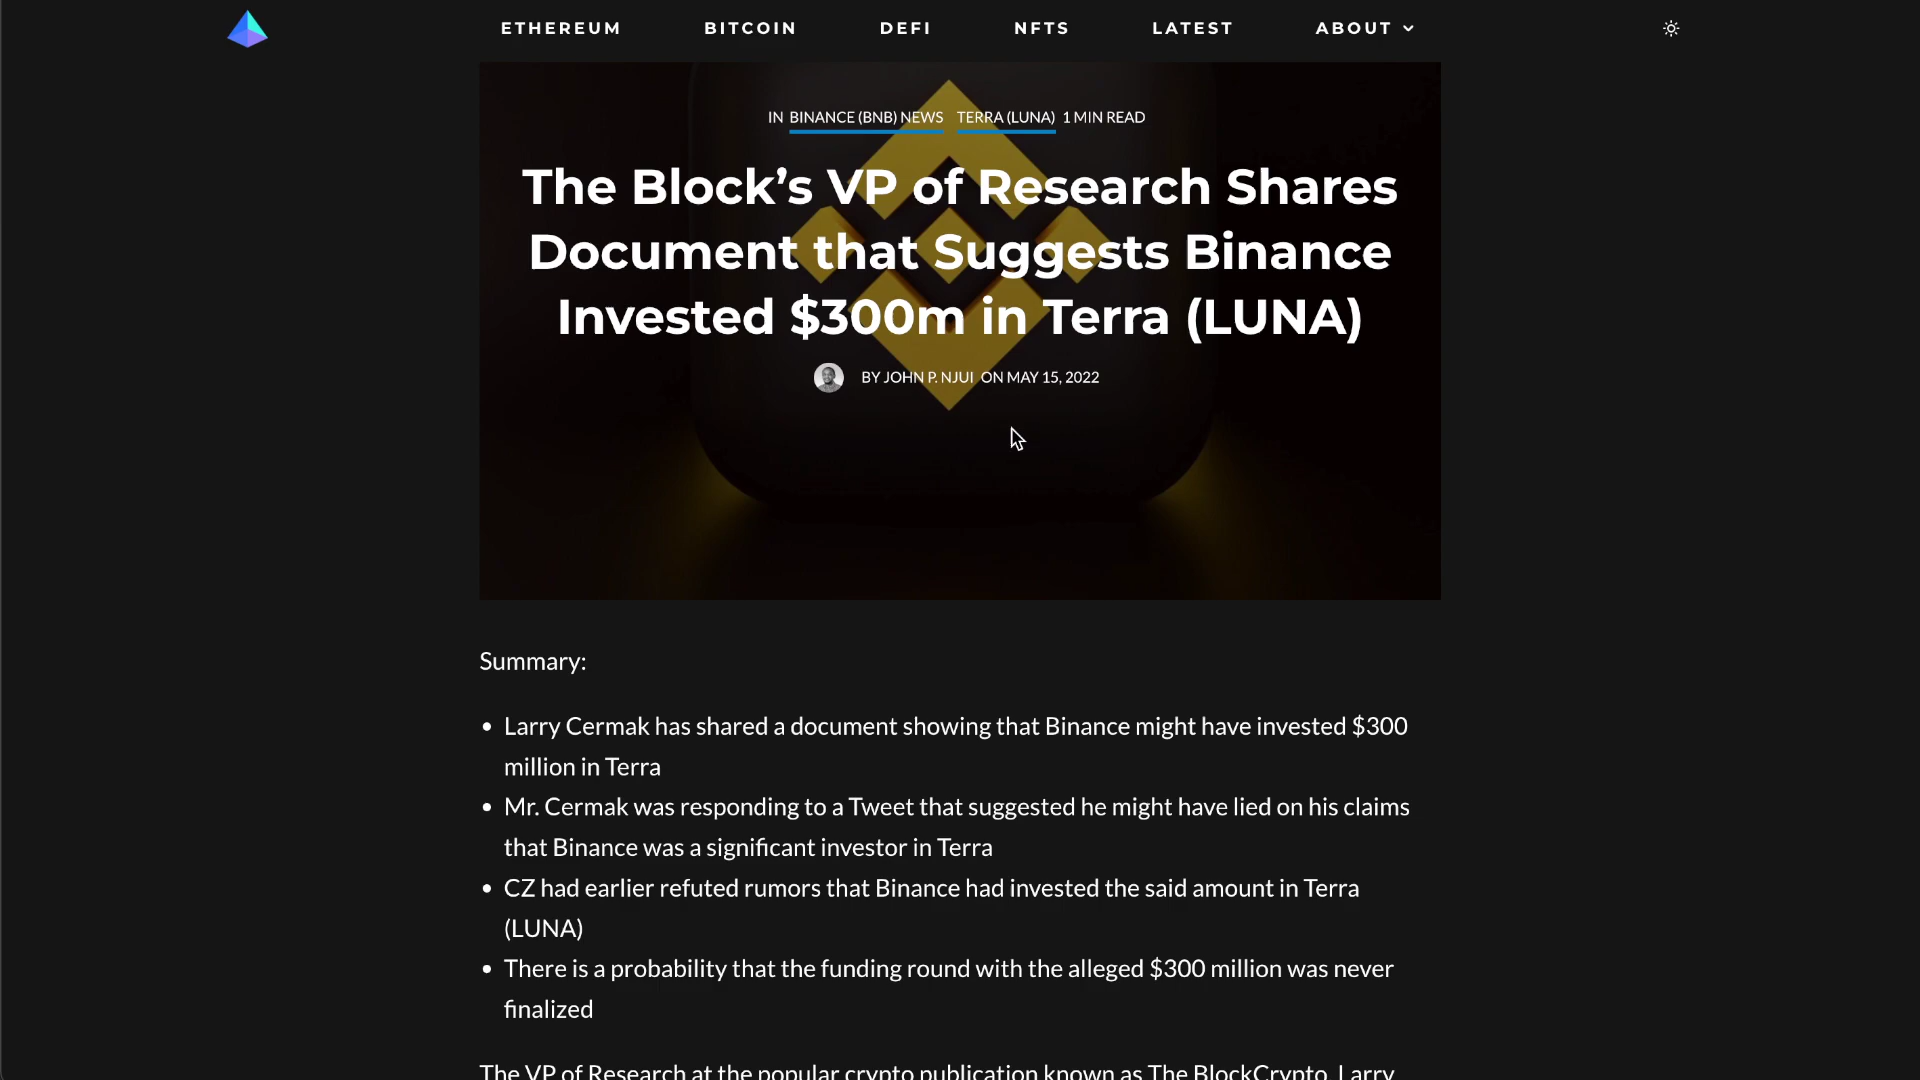 ETHEREUM BITCOIN DEFI NFTS LATEST ABOUT
IN BINANCE (BNB) NEWS TERRA (LUNA) 1 MIN READ
The Block’s VP of Research Shares
Document that Suggests Binance
Invested $300m in Terra (LUNA)
BY JOHN P. NJUI ON MAY 15, 2022
Summary:
• Larry Cermak has shared a document showing that Binance might have invested $300
million in Terra
• Mr. Cermak was responding to a Tweet that suggested he might have lied on his claims
that Binance was a significant investor in Terra
• CZ had earlier refuted rumors that Binance had invested the said amount in Terra
(LUNA)
• There is a probability that the funding round with the alleged $300 million was never
finalized
The VP of Research at the popular crypto publication known as The BlockCrypto, Larry